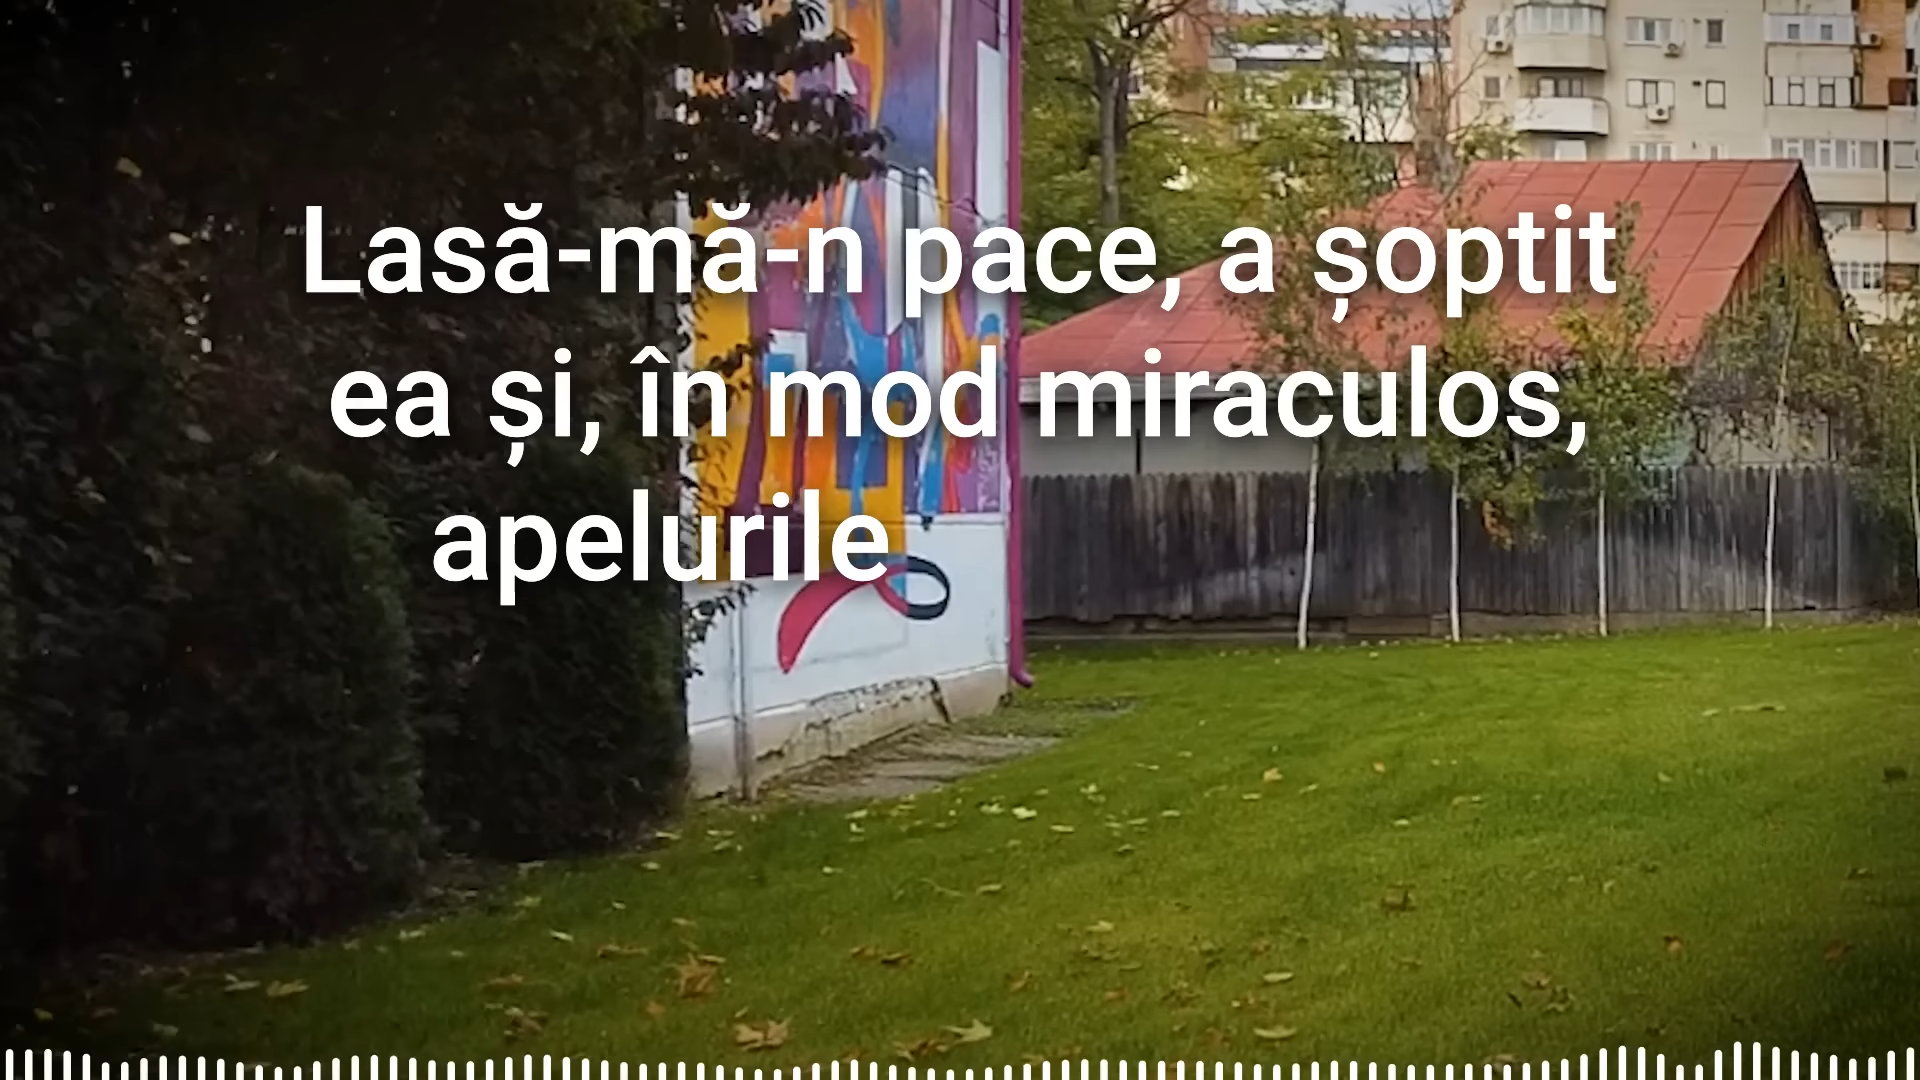 Lasă-mă-n pace, a șoptit
ea și, în mod miraculos,
apelurile